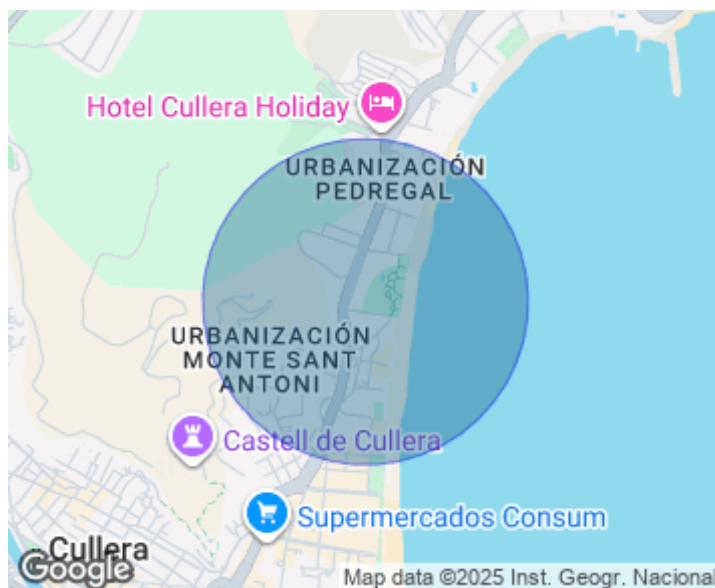 Hotel Cullera Holiday
URBANIZACIÓN
PEDREGAL
URBANIZACIÓN
MONTE SANT
ANTONI
Castell de Cullera
Supermercados Consum
Cullera
Google
Map data ©2025 Inst. Geogr. Nacional